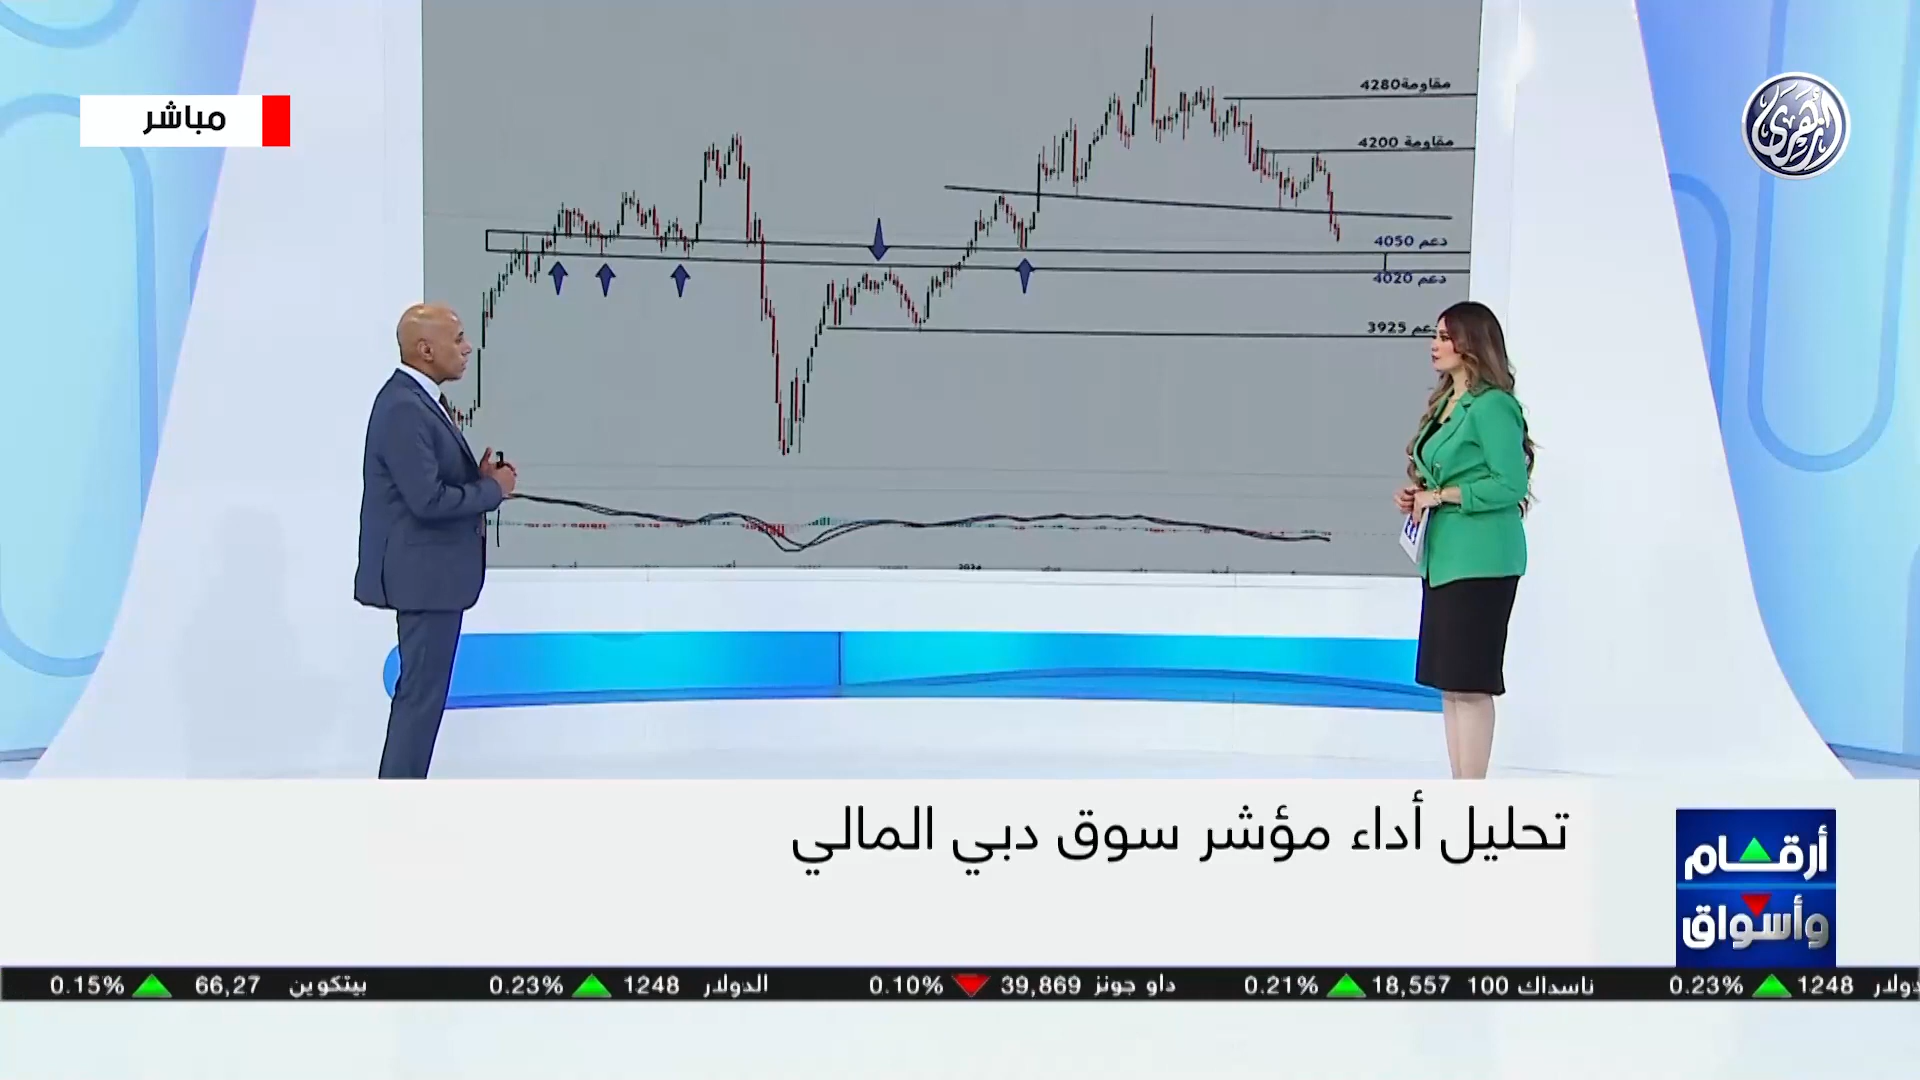 مباشر
مقاومة4280
مقاومة 4200
دعم 4050
دعم 4020
دعم 3925
2024
تحليل أداء مؤشر سوق دبي المالي
أرقام
وأسواق
دولار 1248 0.23%
ناسداك 100 18,557 0.21%
داو جونز 39,869 0.10%
الدولار 1248 0.23%
بيتكوين 66,27 0.15%